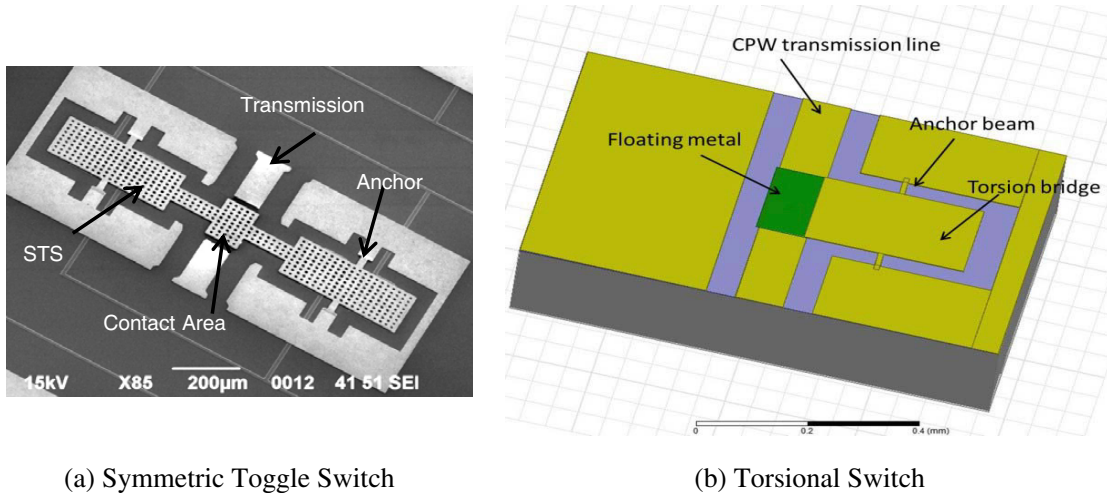 CPW transmission line
Transmission
Floating metal
Anchor beam
Anchor
Torsion bridge
STS
Contact Area
15kV X85 200µm 0012 41 51 SEI
0 0.2 0.4 (mm)
(a) Symmetric Toggle Switch
(b) Torsional Switch